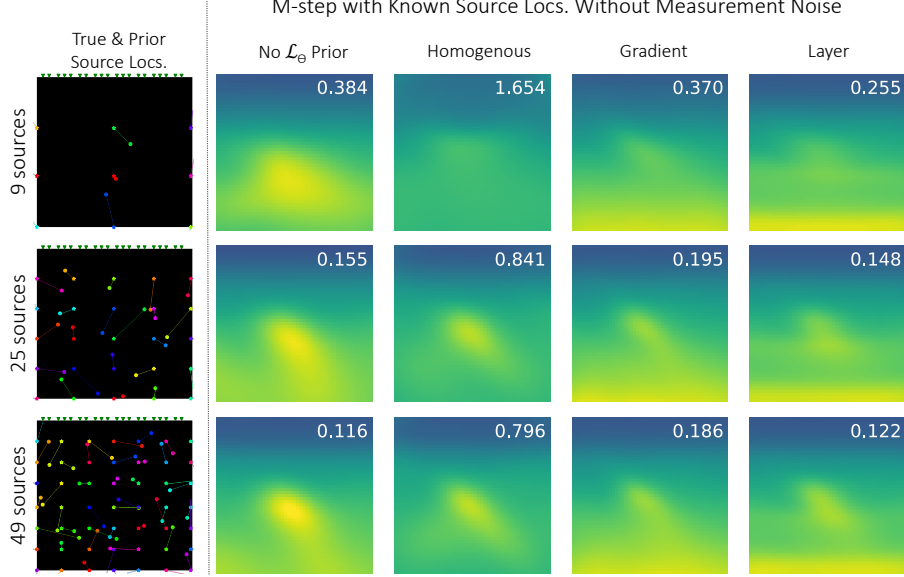 M-step with Known Source Locs. Without Measurement Noise
True & Prior
Source Locs.
No ℒ_Θ Prior
Homogenous
Gradient
Layer
9 sources
0.384
1.654
0.370
0.255
25 sources
0.155
0.841
0.195
0.148
49 sources
0.116
0.796
0.186
0.122